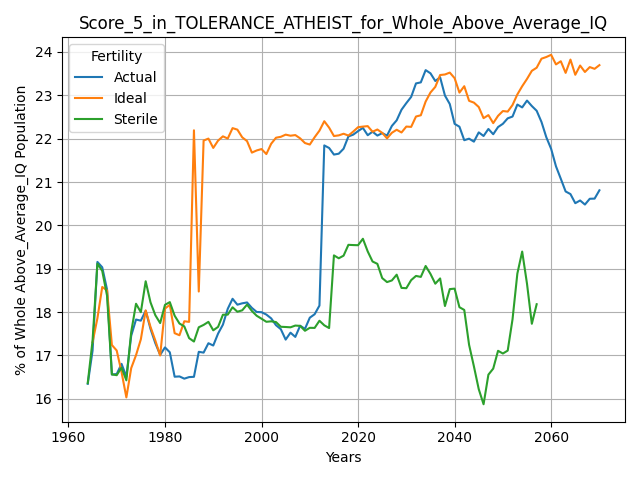 Score_5_in_TOLERANCE_ATHEIST_for_Whole_Above_Average_IQ
Fertility
Actual
Ideal
Sterile
% of Whole Above_Average_IQ Population
24
23
22
21
20
19
18
17
16
1960
1980
2000
2020
2040
2060
Years